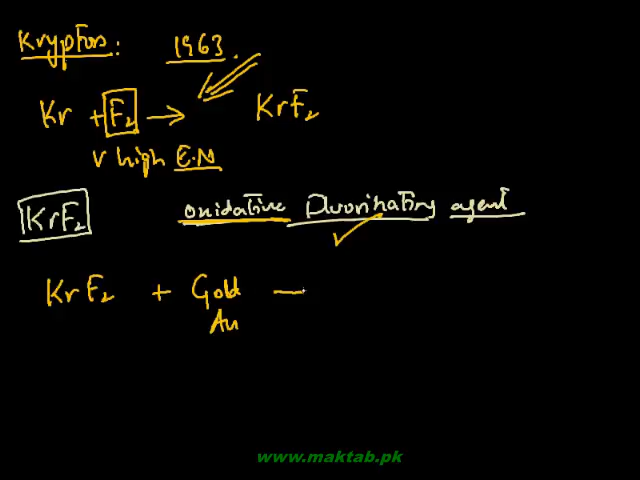 Krypton: 1963.
Kr + F₂ → KrF₂
v high E.N
KrF₂ oxidative Fluorinating agent
KrF₂ + Gold —
Au
www.maktab.pk